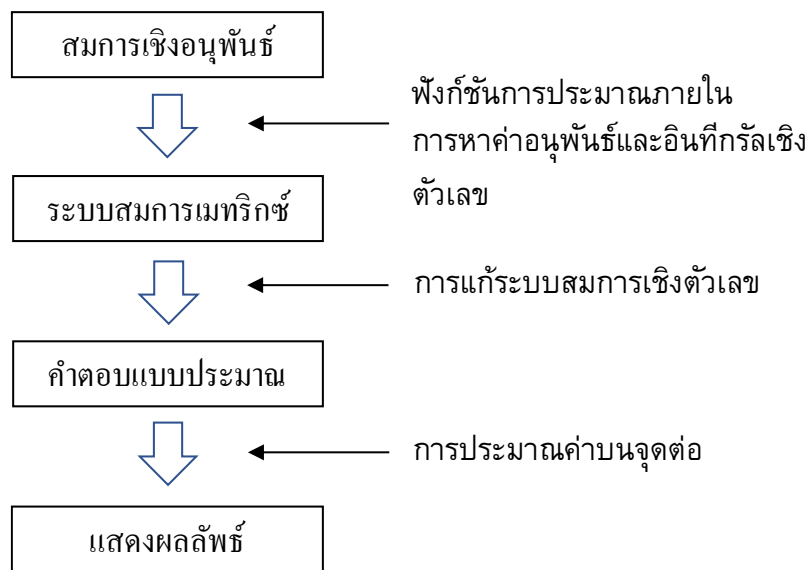 สมการเชิงอนุพันธ์
ฟังก์ชันการประมาณภายใน
การหาค่าอนุพันธ์และอินทีกรัลเชิง
ตัวเลข
ระบบสมการเมทริกซ์
การแก้ระบบสมการเชิงตัวเลข
คำตอบแบบประมาณ
การประมาณค่าบนจุดต่อ
แสดงผลลัพธ์